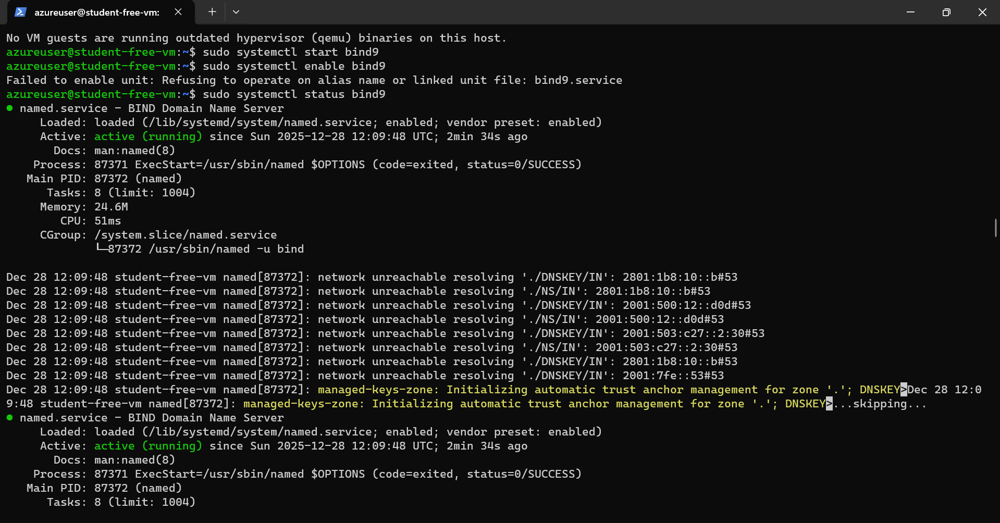 azureuser@student-free-vm:
No VM guests are running outdated hypervisor (qemu) binaries on this host.
azureuser@student-free-vm:~$ sudo systemctl start bind9
azureuser@student-free-vm:~$ sudo systemctl enable bind9
Failed to enable unit: Refusing to operate on alias name or linked unit file: bind9.service
azureuser@student-free-vm:~$ sudo systemctl status bind9
● named.service - BIND Domain Name Server
Loaded: loaded (/lib/systemd/system/named.service; enabled; vendor preset: enabled)
Active: active (running) since Sun 2025-12-28 12:09:48 UTC; 2min 34s ago
Docs: man:named(8)
Process: 87371 ExecStart=/usr/sbin/named $OPTIONS (code=exited, status=0/SUCCESS)
Main PID: 87372 (named)
Tasks: 8 (limit: 1004)
Memory: 24.6M
CPU: 51ms
CGroup: /system.slice/named.service
└─87372 /usr/sbin/named -u bind
Dec 28 12:09:48 student-free-vm named[87372]: network unreachable resolving './DNSKEY/IN': 2801:1b8:10::b#53
Dec 28 12:09:48 student-free-vm named[87372]: network unreachable resolving './NS/IN': 2801:1b8:10::b#53
Dec 28 12:09:48 student-free-vm named[87372]: network unreachable resolving './DNSKEY/IN': 2001:500:12::d0d#53
Dec 28 12:09:48 student-free-vm named[87372]: network unreachable resolving './NS/IN': 2001:500:12::d0d#53
Dec 28 12:09:48 student-free-vm named[87372]: network unreachable resolving './DNSKEY/IN': 2001:503:c27::2:30#53
Dec 28 12:09:48 student-free-vm named[87372]: network unreachable resolving './NS/IN': 2001:503:c27::2:30#53
Dec 28 12:09:48 student-free-vm named[87372]: network unreachable resolving './DNSKEY/IN': 2801:1b8:10::b#53
Dec 28 12:09:48 student-free-vm named[87372]: network unreachable resolving './DNSKEY/IN': 2001:7fe::53#53
Dec 28 12:09:48 student-free-vm named[87372]: managed-keys-zone: Initializing automatic trust anchor management for zone '.'; DNSKEY>Dec 28 12:0
9:48 student-free-vm named[87372]: managed-keys-zone: Initializing automatic trust anchor management for zone '.'; DNSKEY>...skipping...
● named.service - BIND Domain Name Server
Loaded: loaded (/lib/systemd/system/named.service; enabled; vendor preset: enabled)
Active: active (running) since Sun 2025-12-28 12:09:48 UTC; 2min 34s ago
Docs: man:named(8)
Process: 87371 ExecStart=/usr/sbin/named $OPTIONS (code=exited, status=0/SUCCESS)
Main PID: 87372 (named)
Tasks: 8 (limit: 1004)